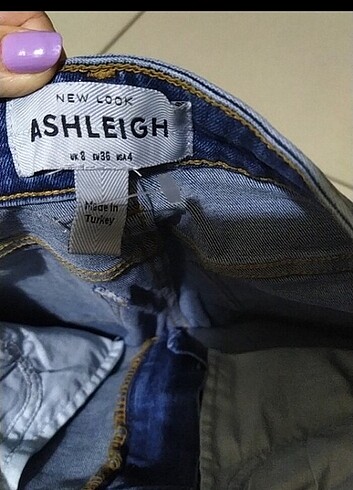 NEW LOOK
ASHLEIGH
UK 8 EU 36 USA 4
Made In
Turkey